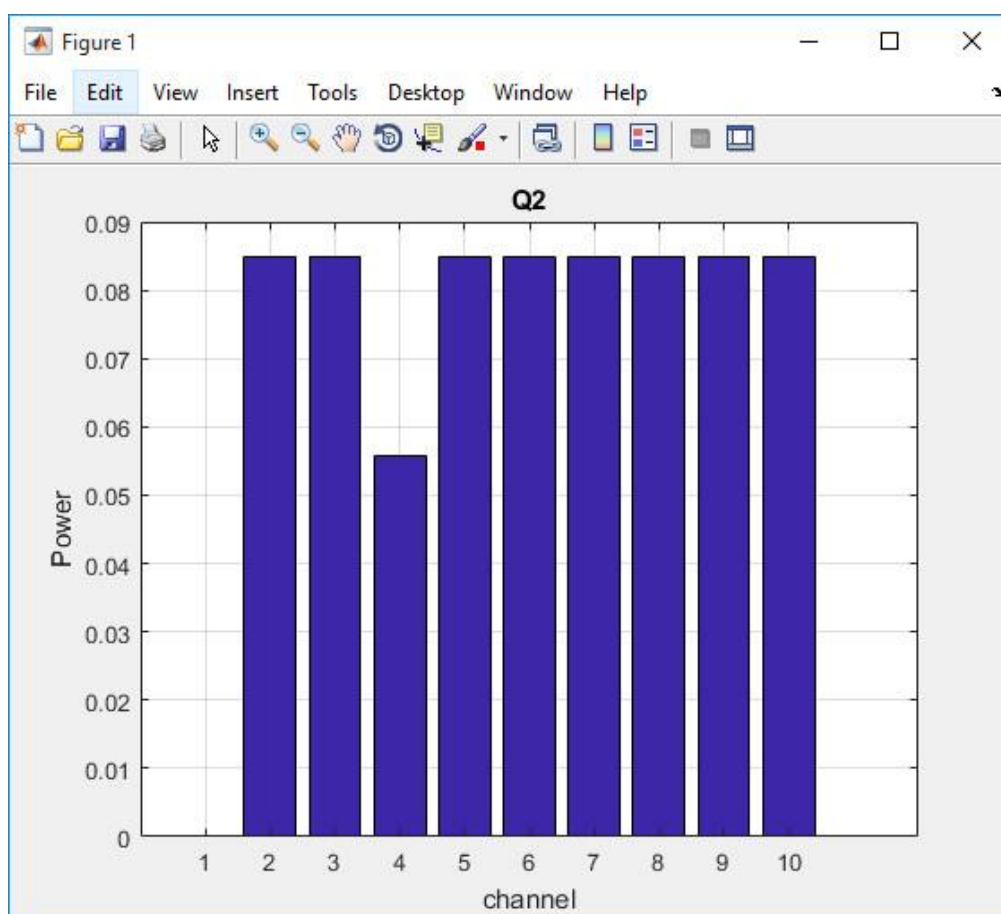 Figure 1
File Edit View Insert Tools Desktop Window Help
Q2
0.09
0.08
0.07
0.06
0.05
0.04
0.03
0.02
0.01
0
Power
1 2 3 4 5 6 7 8 9 10
channel